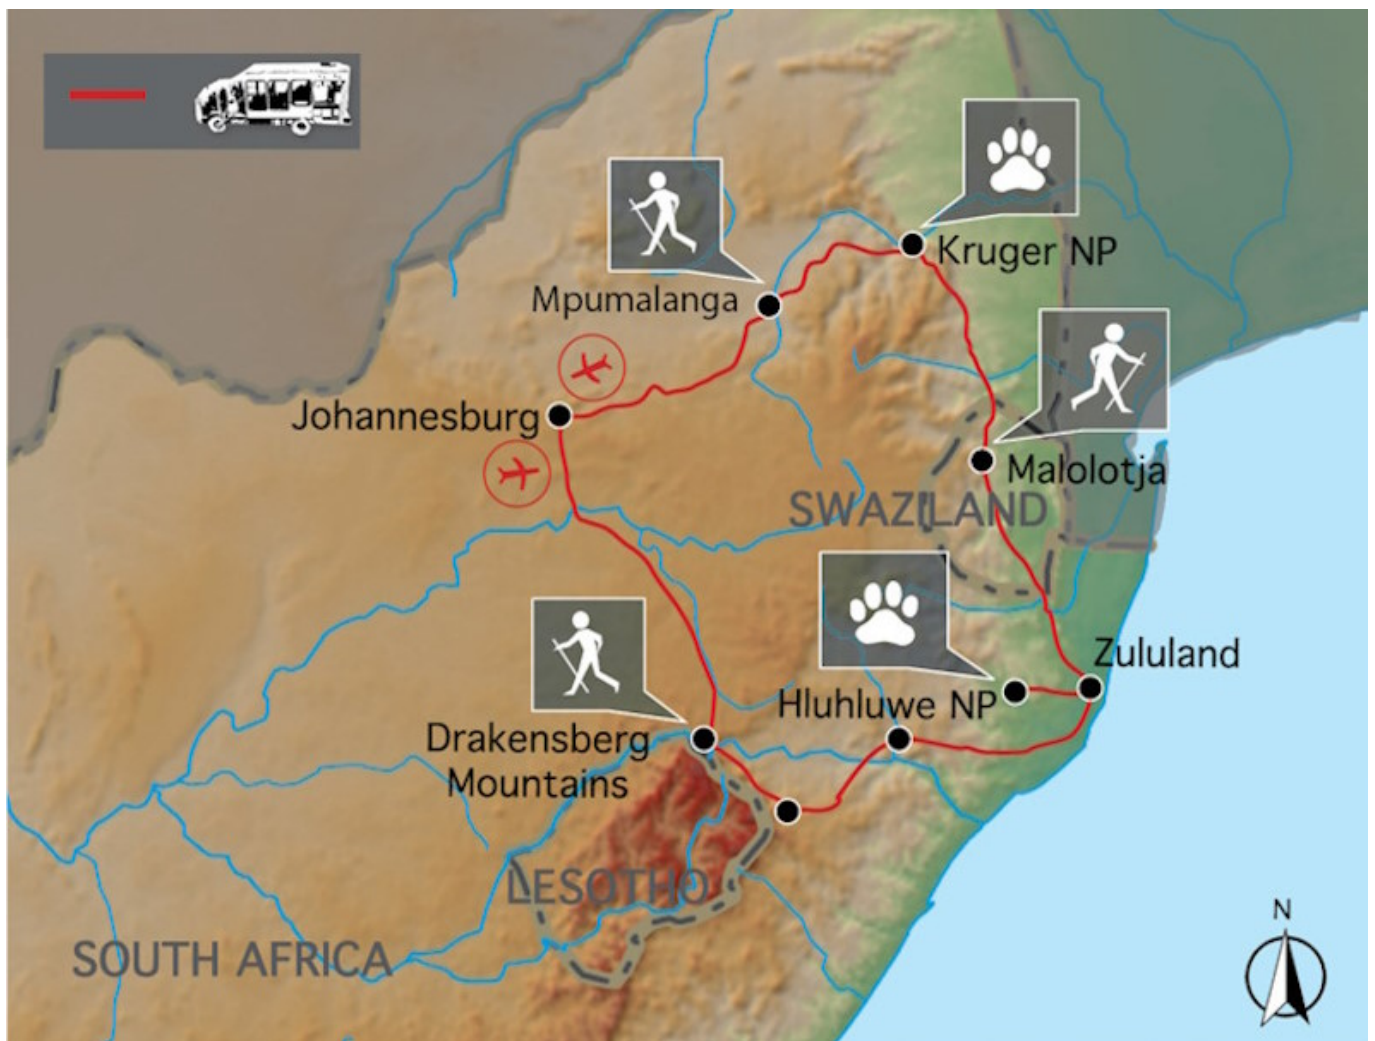 Kruger NP
Mpumalanga
Johannesburg
Malolotja
SWAZILAND
Zululand
Hluhluwe NP
Drakensberg
Mountains
LESOTHO
SOUTH AFRICA
N